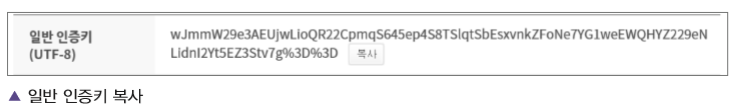 일반 인증키
(UTF-8)
wJmmW29e3AEUjwLioQR22CpmqS645ep4S8TSlqtSbEsxvnkZFoNe7YG1weEWQHYZ229eN
LidnI2Yt5EZ3Stv7g%3D%3D 복사
▲ 일반 인증키 복사